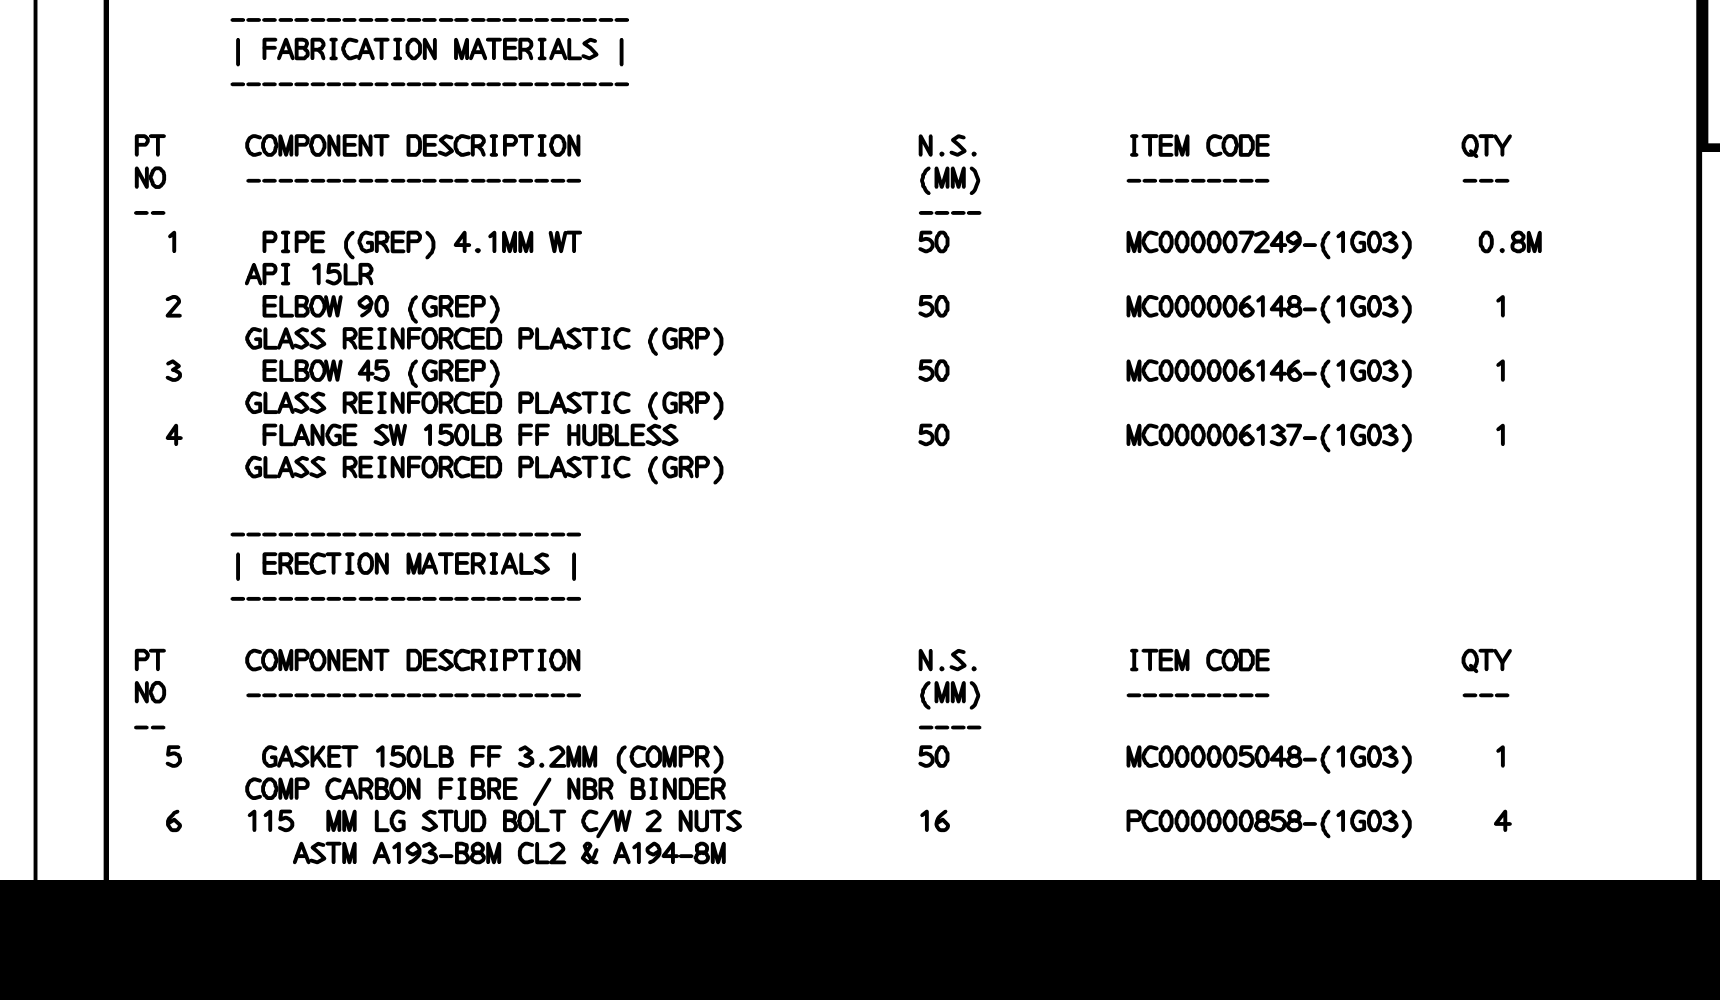 -------------------------
| FABRICATION MATERIALS |
-------------------------
PT COMPONENT DESCRIPTION N.S. ITEM CODE QTY
NO --------------------- (MM) --------- ---
-- ----
1 PIPE (GREP) 4.1MM WT 50 MC000007249-(1G03) 0.8M
API 15LR
2 ELBOW 90 (GREP) 50 MC000006148-(1G03) 1
GLASS REINFORCED PLASTIC (GRP)
3 ELBOW 45 (GREP) 50 MC000006146-(1G03) 1
GLASS REINFORCED PLASTIC (GRP)
4 FLANGE SW 150LB FF HUBLESS 50 MC000006137-(1G03) 1
GLASS REINFORCED PLASTIC (GRP)
----------------------
| ERECTION MATERIALS |
----------------------
PT COMPONENT DESCRIPTION N.S. ITEM CODE QTY
NO --------------------- (MM) --------- ---
-- ----
5 GASKET 150LB FF 3.2MM (COMPR) 50 MC000005048-(1G03) 1
COMP CARBON FIBRE / NBR BINDER
6 115 MM LG STUD BOLT C/W 2 NUTS 16 PC000000858-(1G03) 4
ASTM A193-B8M CL2 & A194-8M